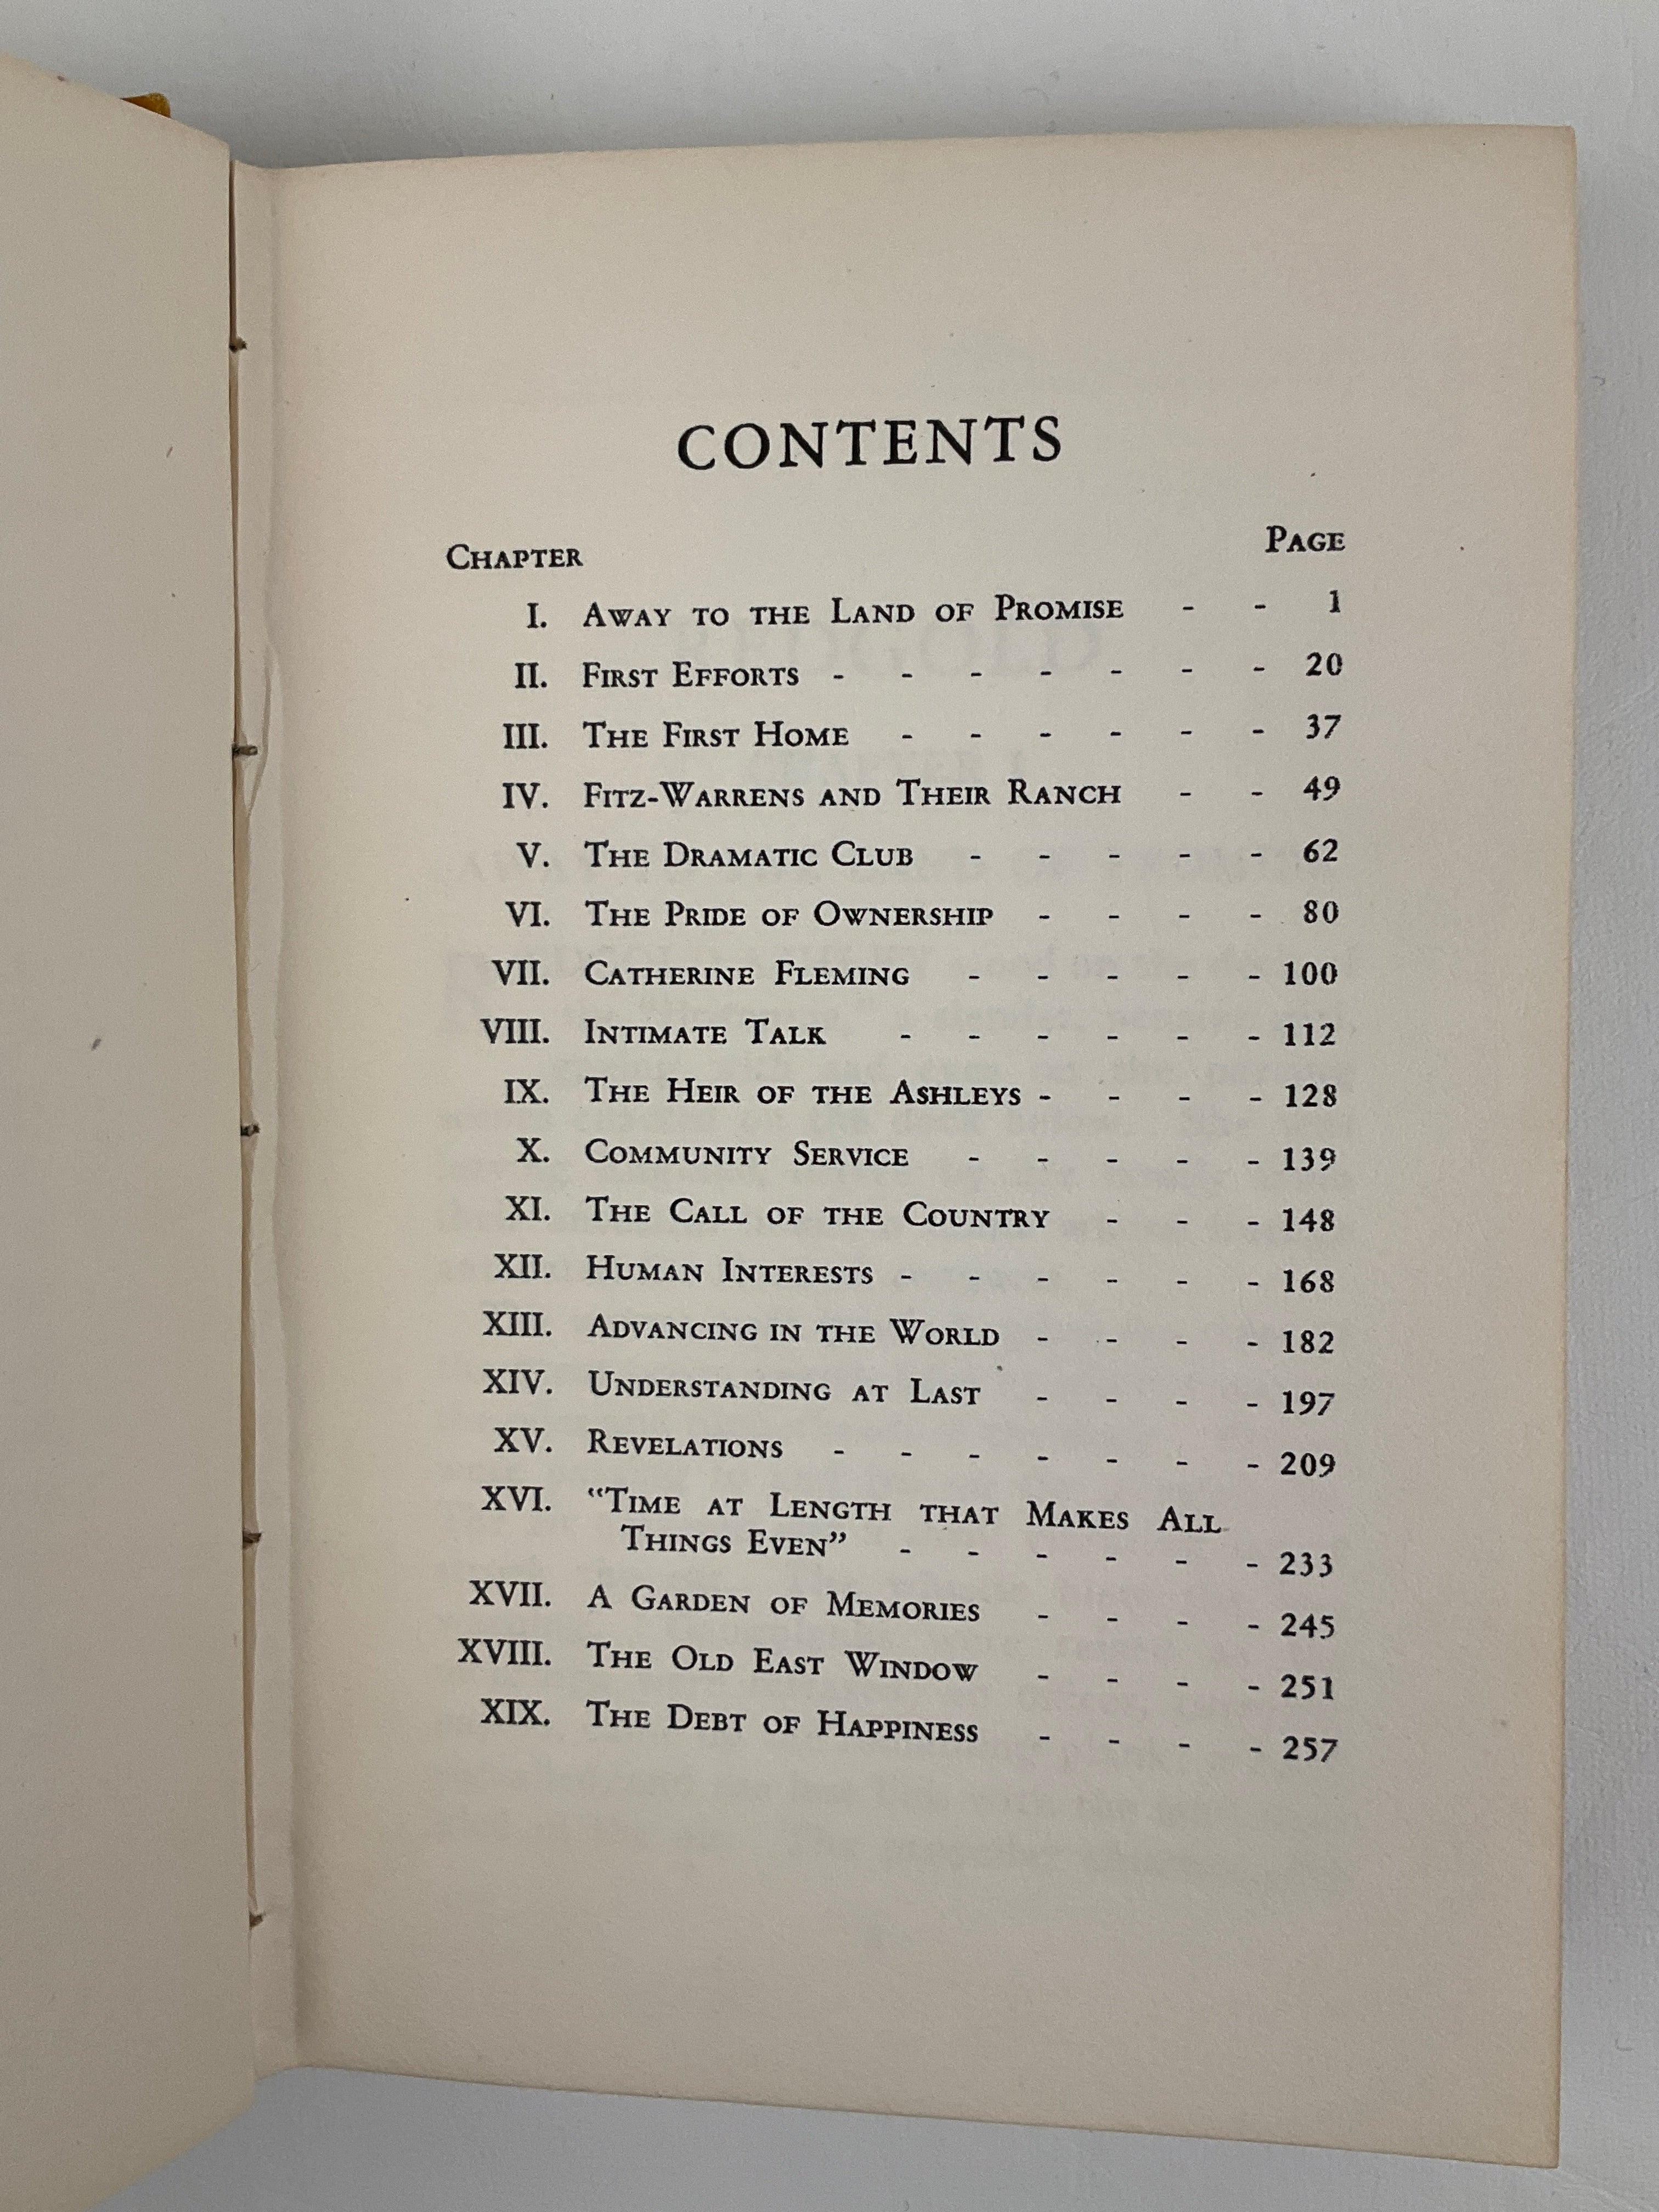 CONTENTS
CHAPTER PAGE
I. AWAY TO THE LAND OF PROMISE - - 1
II. FIRST EFFORTS - - - - - - - 20
III. THE FIRST HOME - - - - - - 37
IV. FITZ-WARRENS AND THEIR RANCH - - 49
V. THE DRAMATIC CLUB - - - - - 62
VI. THE PRIDE OF OWNERSHIP - - - - 80
VII. CATHERINE FLEMING - - - - - 100
VIII. INTIMATE TALK - - - - - - 112
IX. THE HEIR OF THE ASHLEYS - - - - 128
X. COMMUNITY SERVICE - - - - - 139
XI. THE CALL OF THE COUNTRY - - - 148
XII. HUMAN INTERESTS - - - - - - 168
XIII. ADVANCING IN THE WORLD - - - - 182
XIV. UNDERSTANDING AT LAST - - - - 197
XV. REVELATIONS - - - - - - - 209
XVI. “TIME AT LENGTH THAT MAKES ALL
THINGS EVEN” - - - - - - 233
XVII. A GARDEN OF MEMORIES - - - - 245
XVIII. THE OLD EAST WINDOW - - - - 251
XIX. THE DEBT OF HAPPINESS - - - - 257